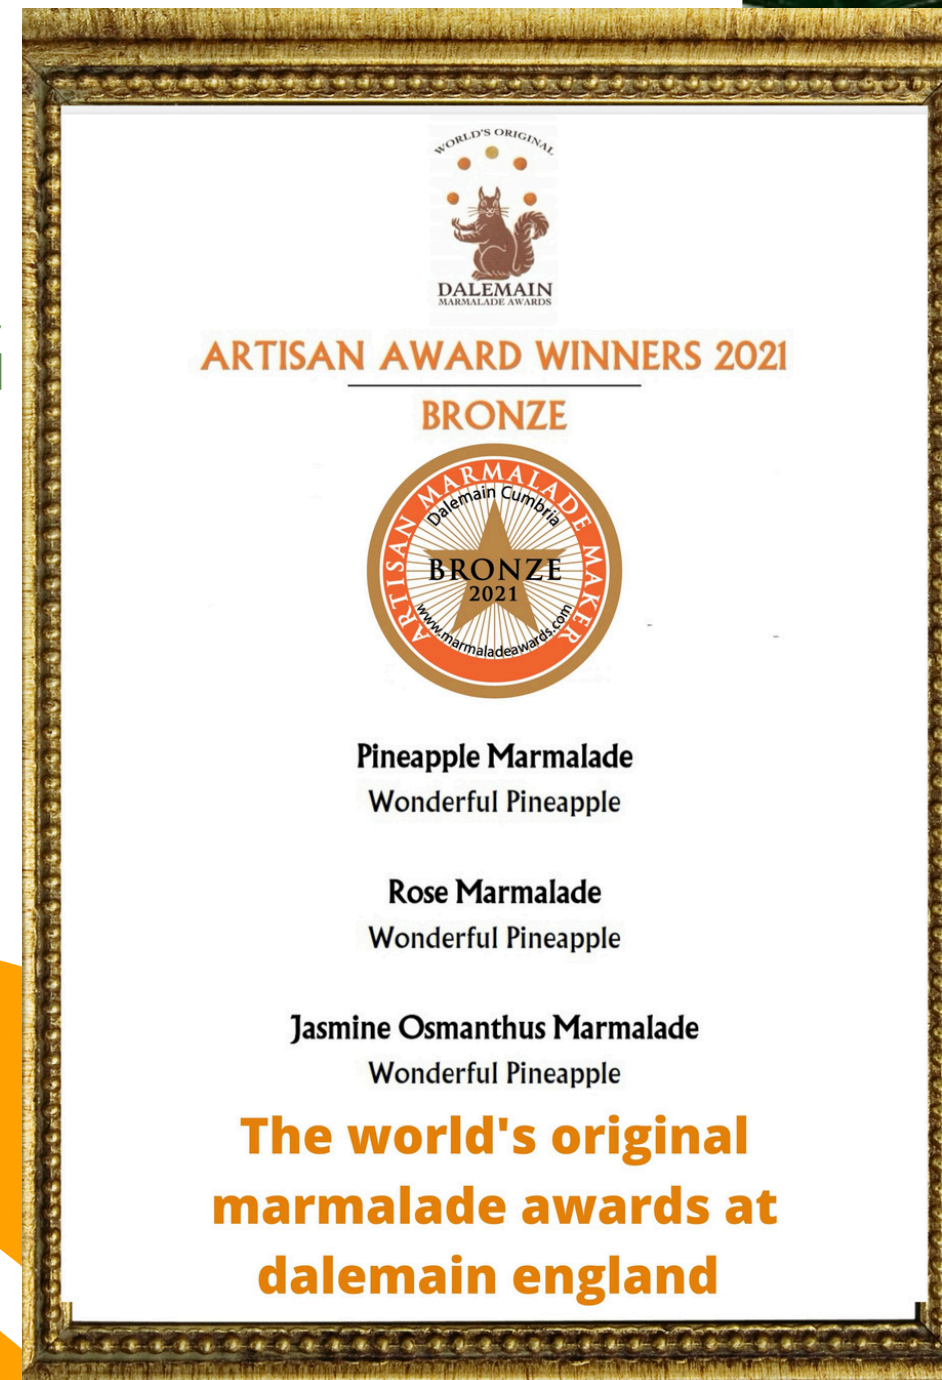 WORLD'S ORIGINAL
DALEMAIN
MARMALADE AWARDS
ARTISAN AWARD WINNERS 2021
BRONZE
ARTISAN MARMALADE MAKER
Dalemain Cumbria
BRONZE
2021
www.marmaladeawards.com
Pineapple Marmalade
Wonderful Pineapple
Rose Marmalade
Wonderful Pineapple
Jasmine Osmanthus Marmalade
Wonderful Pineapple
The world's original
marmalade awards at
dalemain england